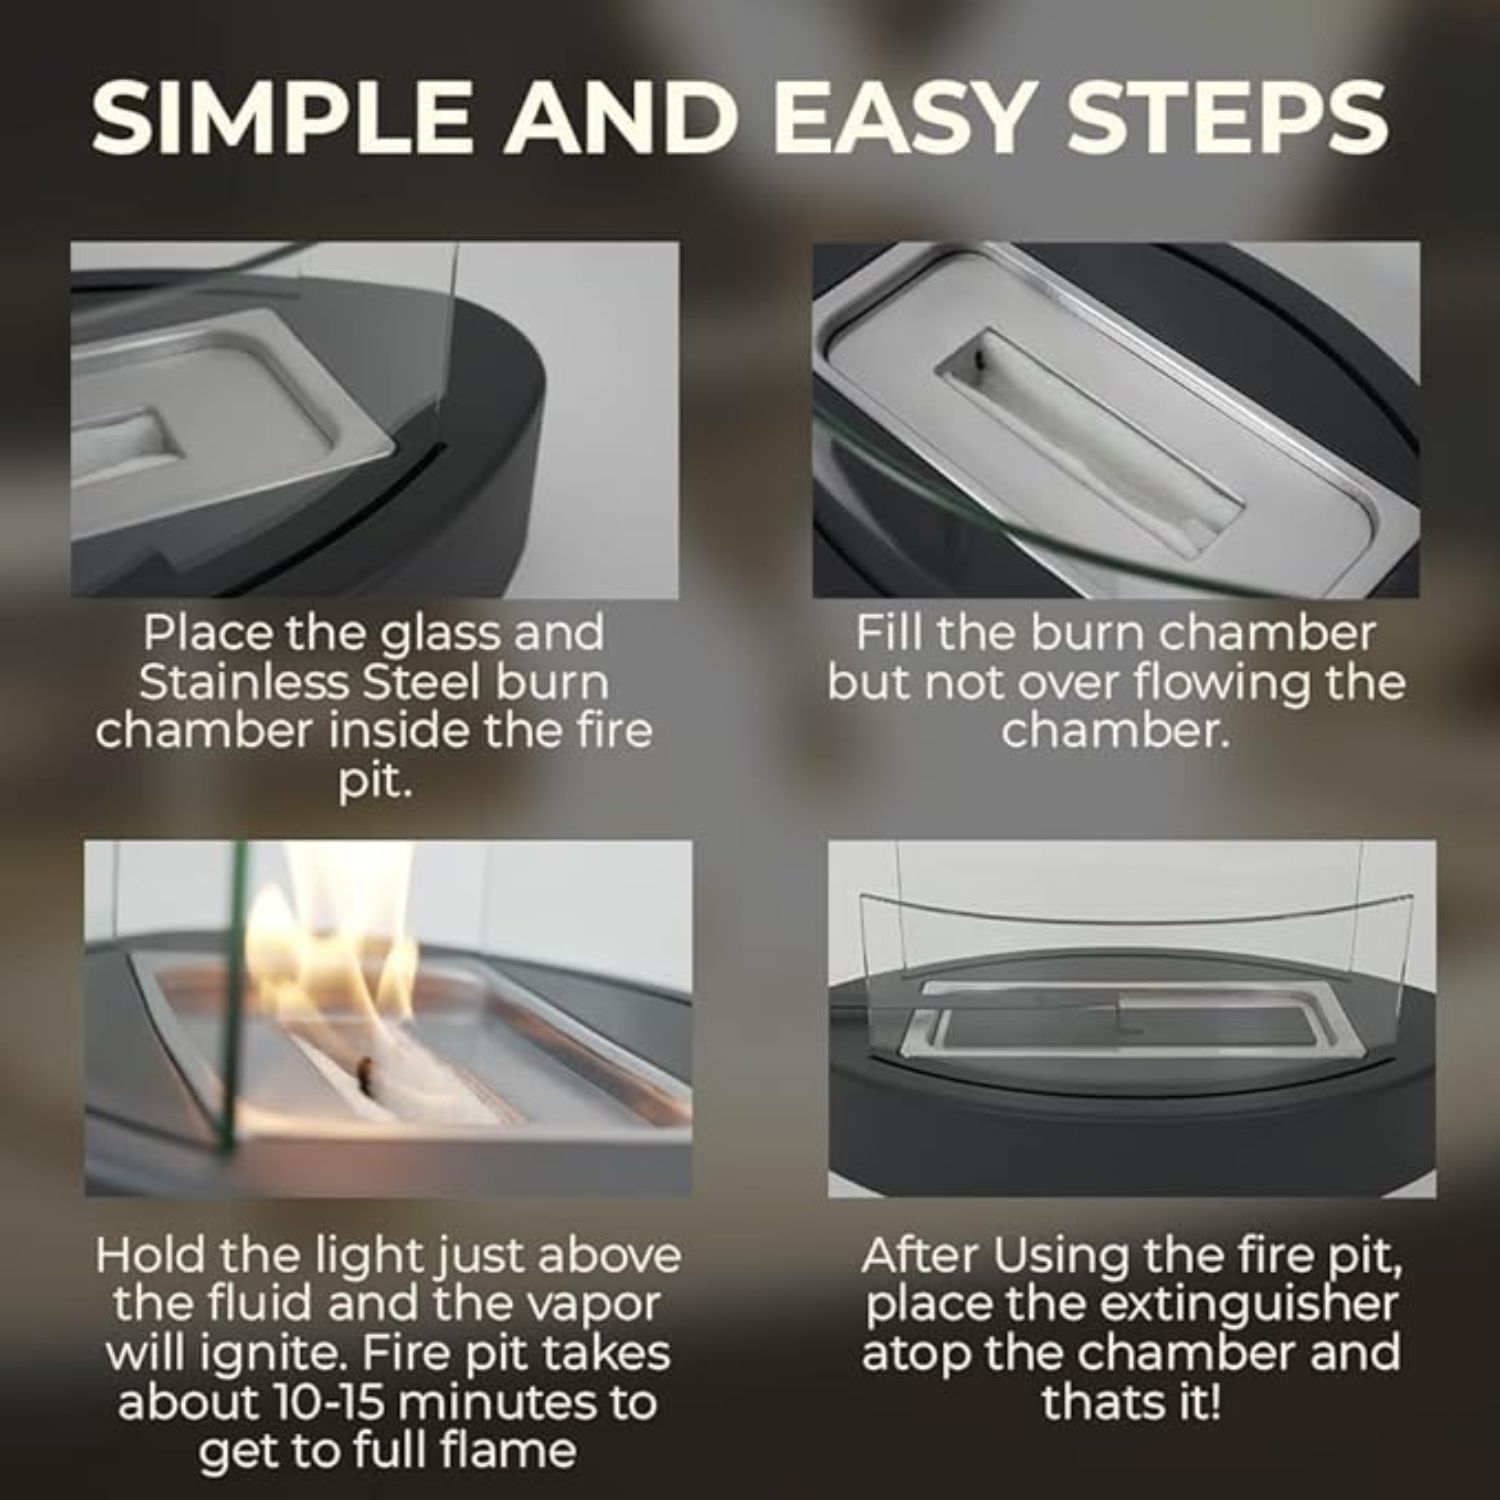 SIMPLE AND EASY STEPS
Place the glass and
Stainless Steel burn
chamber inside the fire
pit.
Fill the burn chamber
but not over flowing the
chamber.
Hold the light just above
the fluid and the vapor
will ignite. Fire pit takes
about 10-15 minutes to
get to full flame
After Using the fire pit,
place the extinguisher
atop the chamber and
thats it!